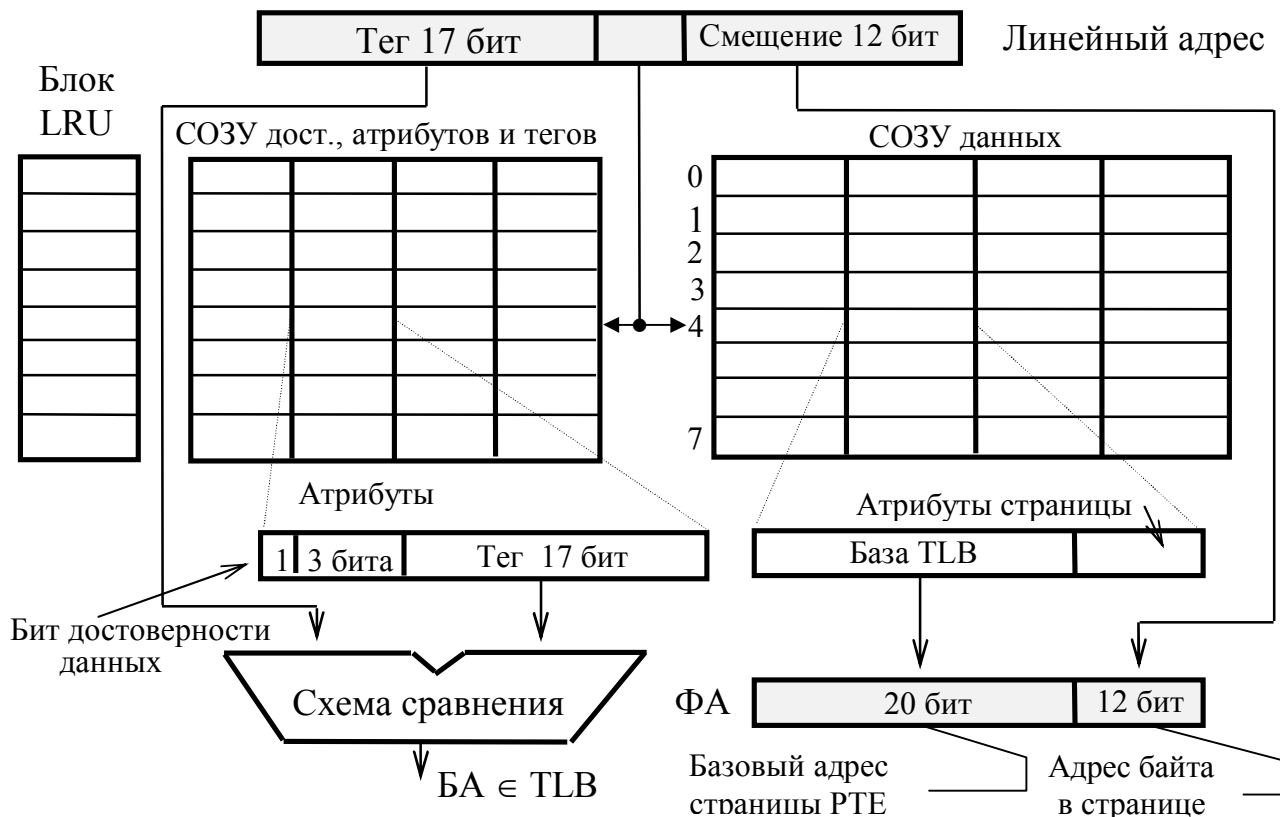 Тег 17 бит
Смещение 12 бит
Линейный адрес
Блок
LRU
СОЗУ дост., атрибутов и тегов
СОЗУ данных
0
1
2
3
4
7
Атрибуты
Атрибуты страницы
1
3 бита
Тег 17 бит
База TLB
Бит достоверности
данных
Схема сравнения
ФА
20 бит
12 бит
БА ∈ TLB
Базовый адрес
страницы PTE
Адрес байта
в странице